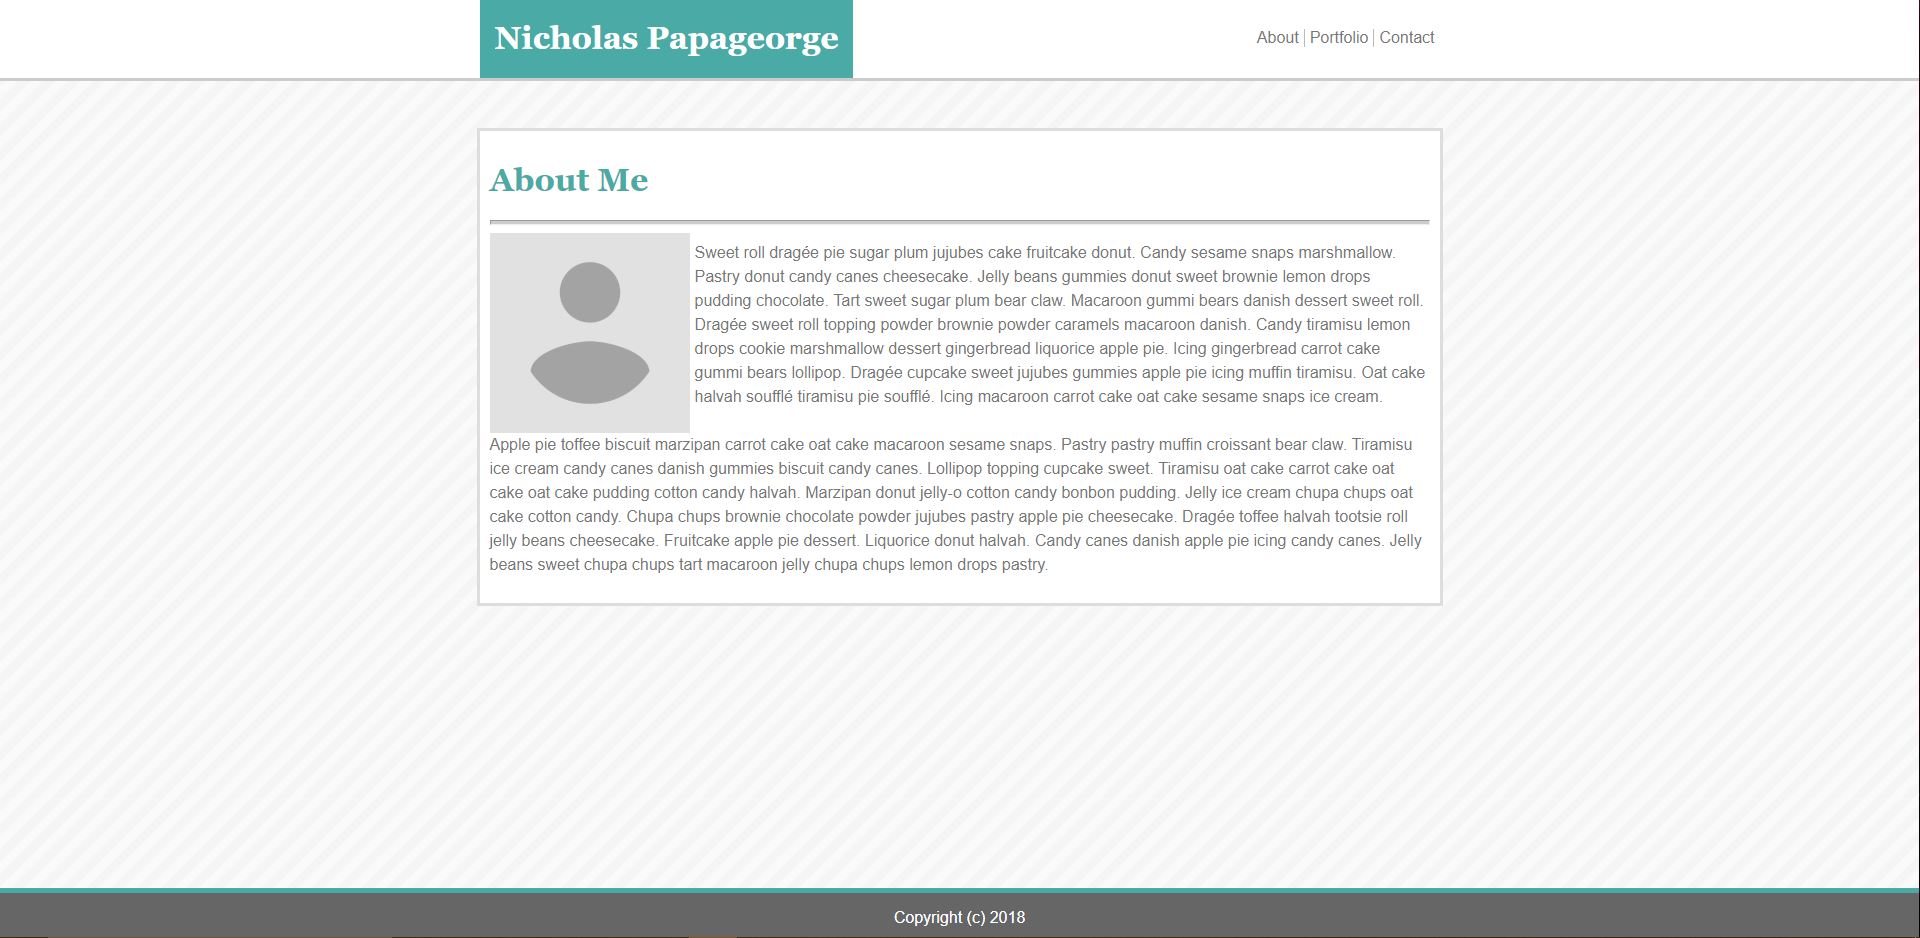 Nicholas Papageorge
About | Portfolio | Contact
About Me
Sweet roll dragée pie sugar plum jujubes cake fruitcake donut. Candy sesame snaps marshmallow.
Pastry donut candy canes cheesecake. Jelly beans gummies donut sweet brownie lemon drops
pudding chocolate. Tart sweet sugar plum bear claw. Macaroon gummi bears danish dessert sweet roll.
Dragée sweet roll topping powder brownie powder caramels macaroon danish. Candy tiramisu lemon
drops cookie marshmallow dessert gingerbread liquorice apple pie. Icing gingerbread carrot cake
gummi bears lollipop. Dragée cupcake sweet jujubes gummies apple pie icing muffin tiramisu. Oat cake
halvah soufflé tiramisu pie soufflé. Icing macaroon carrot cake oat cake sesame snaps ice cream.
Apple pie toffee biscuit marzipan carrot cake oat cake macaroon sesame snaps. Pastry pastry muffin croissant bear claw. Tiramisu
ice cream candy canes danish gummies biscuit candy canes. Lollipop topping cupcake sweet. Tiramisu oat cake carrot cake oat
cake oat cake pudding cotton candy halvah. Marzipan donut jelly-o cotton candy bonbon pudding. Jelly ice cream chupa chups oat
cake cotton candy. Chupa chups brownie chocolate powder jujubes pastry apple pie cheesecake. Dragée toffee halvah tootsie roll
jelly beans cheesecake. Fruitcake apple pie dessert. Liquorice donut halvah. Candy canes danish apple pie icing candy canes. Jelly
beans sweet chupa chups tart macaroon jelly chupa chups lemon drops pastry.
Copyright (c) 2018